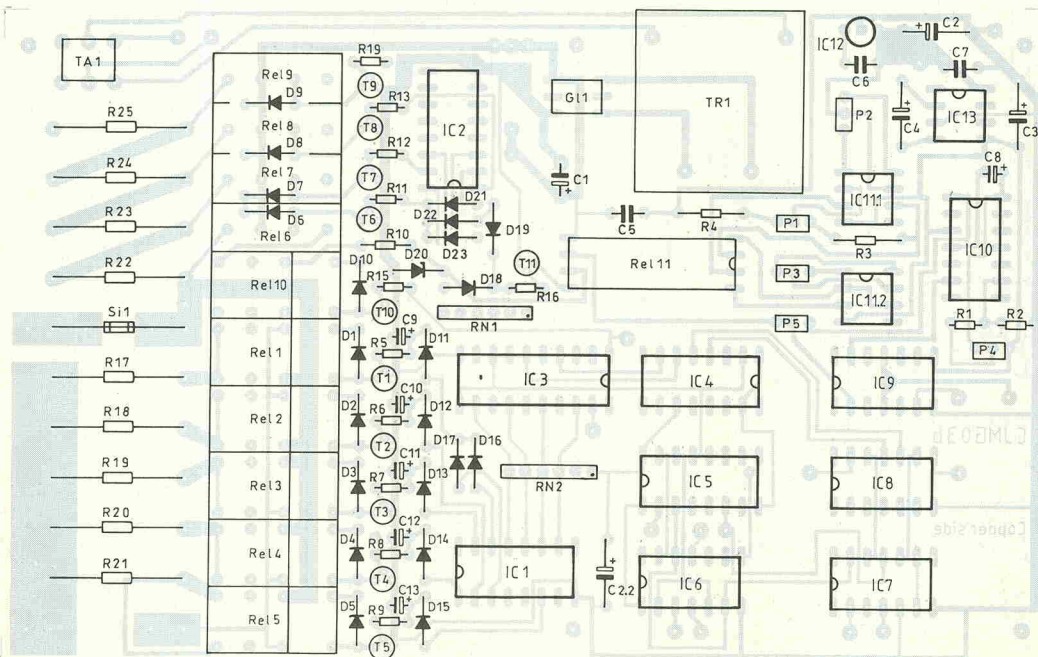 TA1
R25
R24
R23
R22
Si1
R17
R18
R19
R20
R21
Rel9
D9
Rel8
D8
Rel7
D7
D6
Rel6
Rel10
Rel1
Rel2
Rel3
Rel4
Rel5
R19
T9
R13
T8
R12
T7
R11
T6
R10
D10
R15
T10
D20
IC2
D21
D22
D23
D19
D18
T11
R16
RN1
C9
D1
R5
D11
T1
C10
D2
R6
D12
T2
C11
D3
R7
D13
T3
C12
D4
R8
D14
T4
C13
D5
R9
D15
T5
D17
D16
RN2
IC3
IC1
Gl1
C1
TR1
C5
R4
Rel11
IC4
IC5
IC6
C2.2
IC12
C2
C6
C7
P2
C4
IC13
C3
C8
IC11.1
P1
R3
P3
IC10
IC11.2
P5
R1
R2
P4
IC9
IC8
IC7
CJMG03b
Copper side